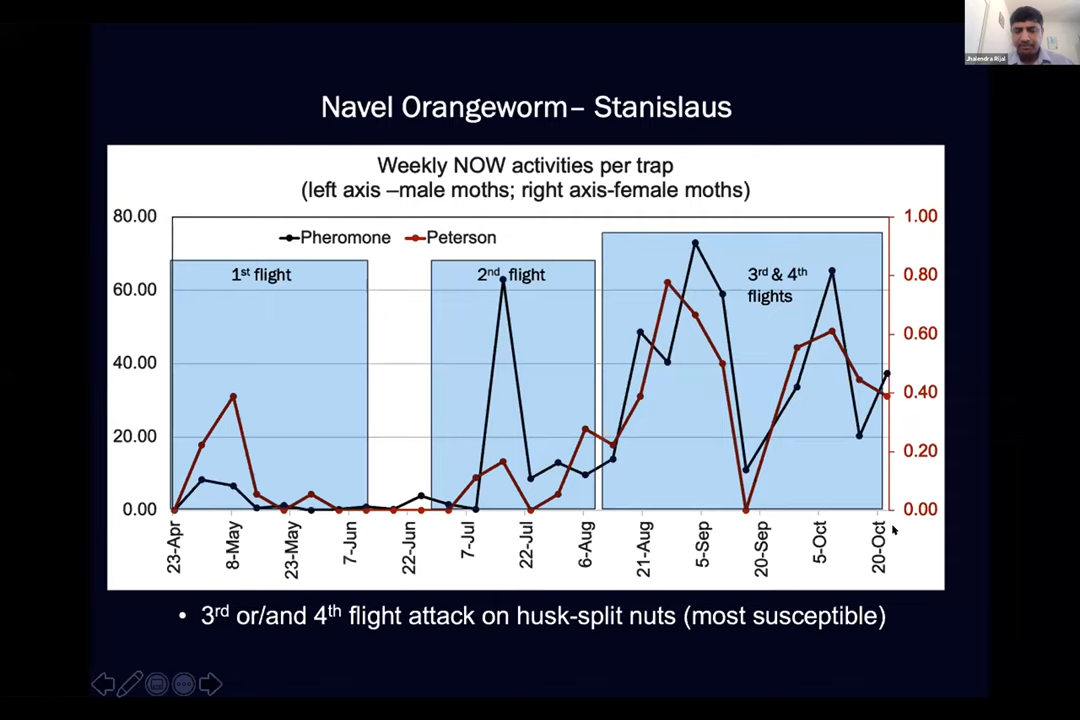 Jhalendra Rijal
Navel Orangeworm– Stanislaus
Weekly NOW activities per trap
(left axis –male moths; right axis-female moths)
80.00
60.00
40.00
20.00
0.00
1.00
0.80
0.60
0.40
0.20
0.00
Pheromone
Peterson
1st flight
2nd flight
3rd & 4th
flights
23-Apr
8-May
23-May
7-Jun
22-Jun
7-Jul
22-Jul
6-Aug
21-Aug
5-Sep
20-Sep
5-Oct
20-Oct
• 3rd or/and 4th flight attack on husk-split nuts (most susceptible)